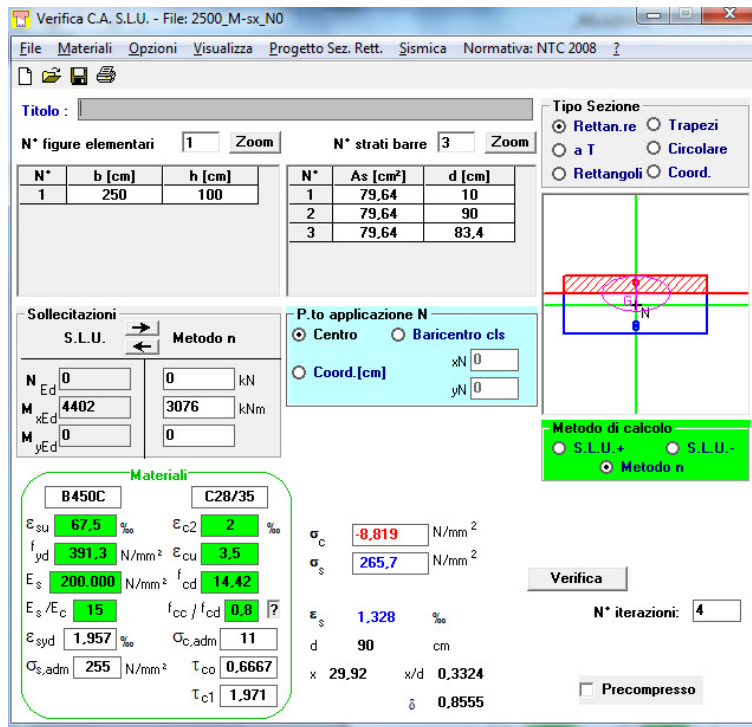 Verifica C.A. S.L.U. - File: 2500_M-sx_N0
File Materiali Opzioni Visualizza Progetto Sez. Rett. Sismica Normativa: NTC 2008 ?
Titolo :
N° figure elementari 1 Zoom
N° strati barre 3 Zoom
N° b [cm] h [cm]
1 250 100
N° As [cm²] d [cm]
1 79,64 10
2 79,64 90
3 79,64 83,4
Tipo Sezione
Rettan.re Trapezi
a T Circolare
Rettangoli Coord.
G
N
Sollecitazioni
S.L.U. Metodo n
N Ed 0 0 kN
M xEd 4402 3076 kNm
M yEd 0 0
P.to applicazione N
Centro Baricentro cls
Coord.[cm]
xN 0
yN 0
Metodo di calcolo
S.L.U.+ S.L.U.-
Metodo n
Materiali
B450C C28/35
εsu 67,5 ‰ εc2 2 ‰
fyd 391,3 N/mm² εcu 3,5
Es 200.000 N/mm² fcd 14,42
Es /Ec 15 fcc / fcd 0,8 ?
εsyd 1,957 ‰ σc,adm 11
σs,adm 255 N/mm² τco 0,6667
τc1 1,971
σc -8,819 N/mm²
σs 265,7 N/mm²
εs 1,328 ‰
d 90 cm
x 29,92 x/d 0,3324
δ 0,8555
Verifica
N° iterazioni: 4
Precompresso